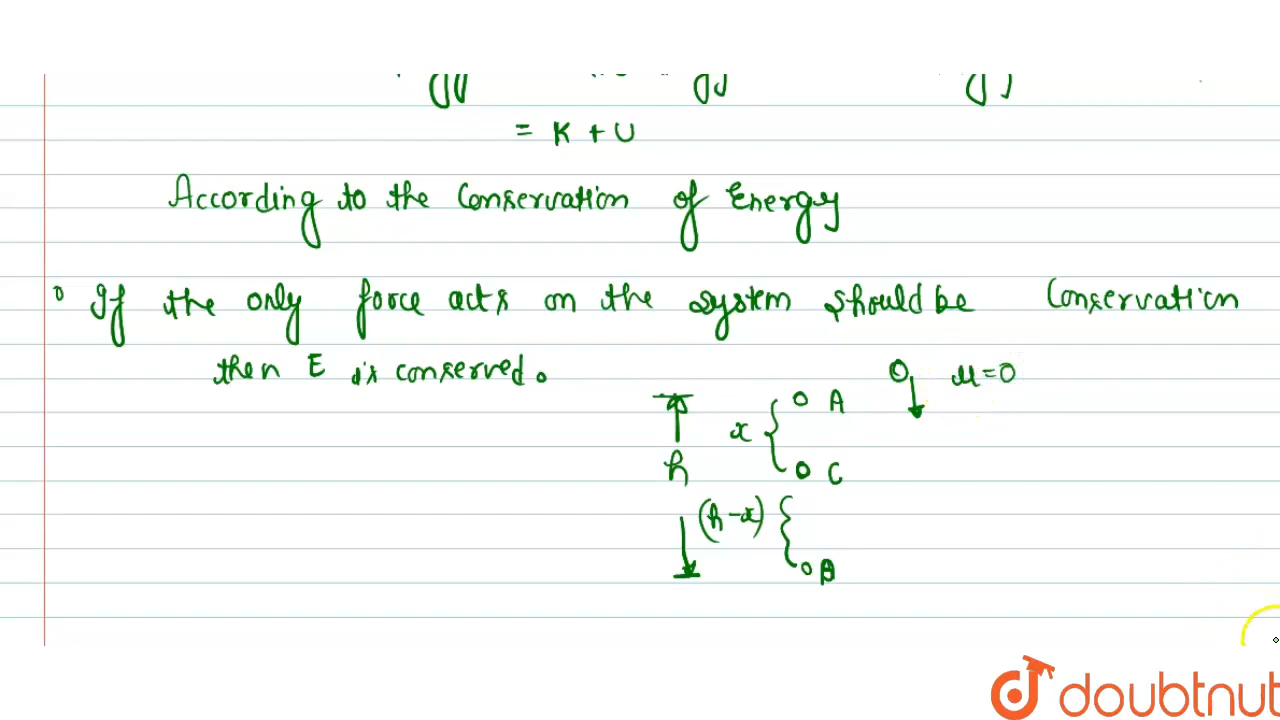 = K + U
According to the Conservation of Energy
If the only force acts on the system should be Conservation
then E is conserved.
u=0
A
x
h
C
(h-x)
B
doubtnut